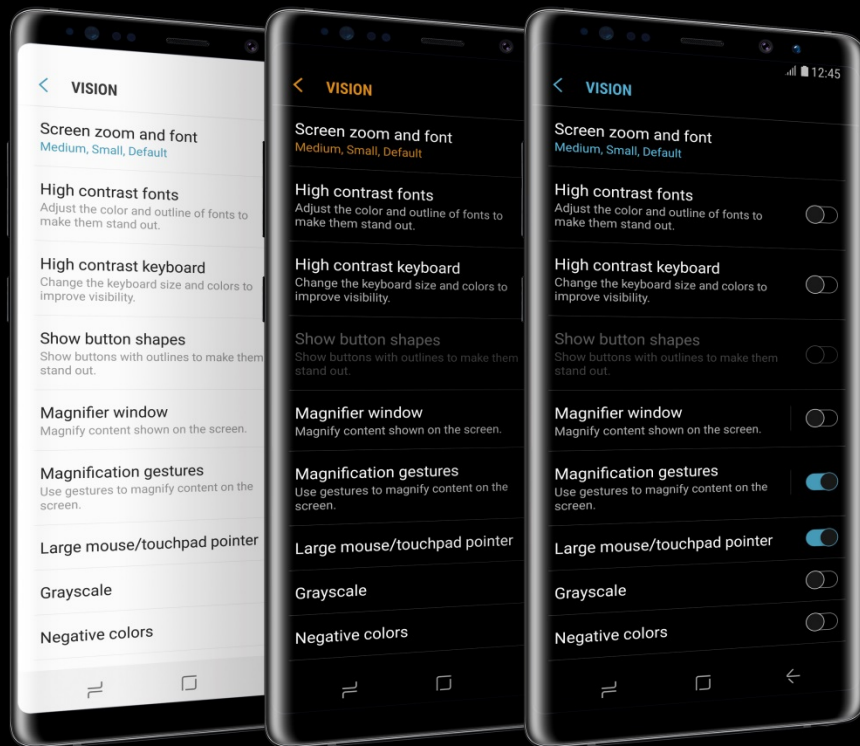 VISION
Screen zoom and font
Medium, Small, Default
High contrast fonts
Adjust the color and outline of fonts to
make them stand out.
High contrast keyboard
Change the keyboard size and colors to
improve visibility.
Show button shapes
Show buttons with outlines to make them
stand out.
Magnifier window
Magnify content shown on the screen.
Magnification gestures
Use gestures to magnify content on the
screen.
Large mouse/touchpad pointer
Grayscale
Negative colors
VISION
Screen zoom and font
Medium, Small, Default
High contrast fonts
Adjust the color and outline of fonts to
make them stand out.
High contrast keyboard
Change the keyboard size and colors to
improve visibility.
Show button shapes
Show buttons with outlines to make them
stand out.
Magnifier window
Magnify content shown on the screen.
Magnification gestures
Use gestures to magnify content on the
screen.
Large mouse/touchpad pointer
Grayscale
Negative colors
12:45
VISION
Screen zoom and font
Medium, Small, Default
High contrast fonts
Adjust the color and outline of fonts to
make them stand out.
High contrast keyboard
Change the keyboard size and colors to
improve visibility.
Show button shapes
Show buttons with outlines to make them
stand out.
Magnifier window
Magnify content shown on the screen.
Magnification gestures
Use gestures to magnify content on the
screen.
Large mouse/touchpad pointer
Grayscale
Negative colors